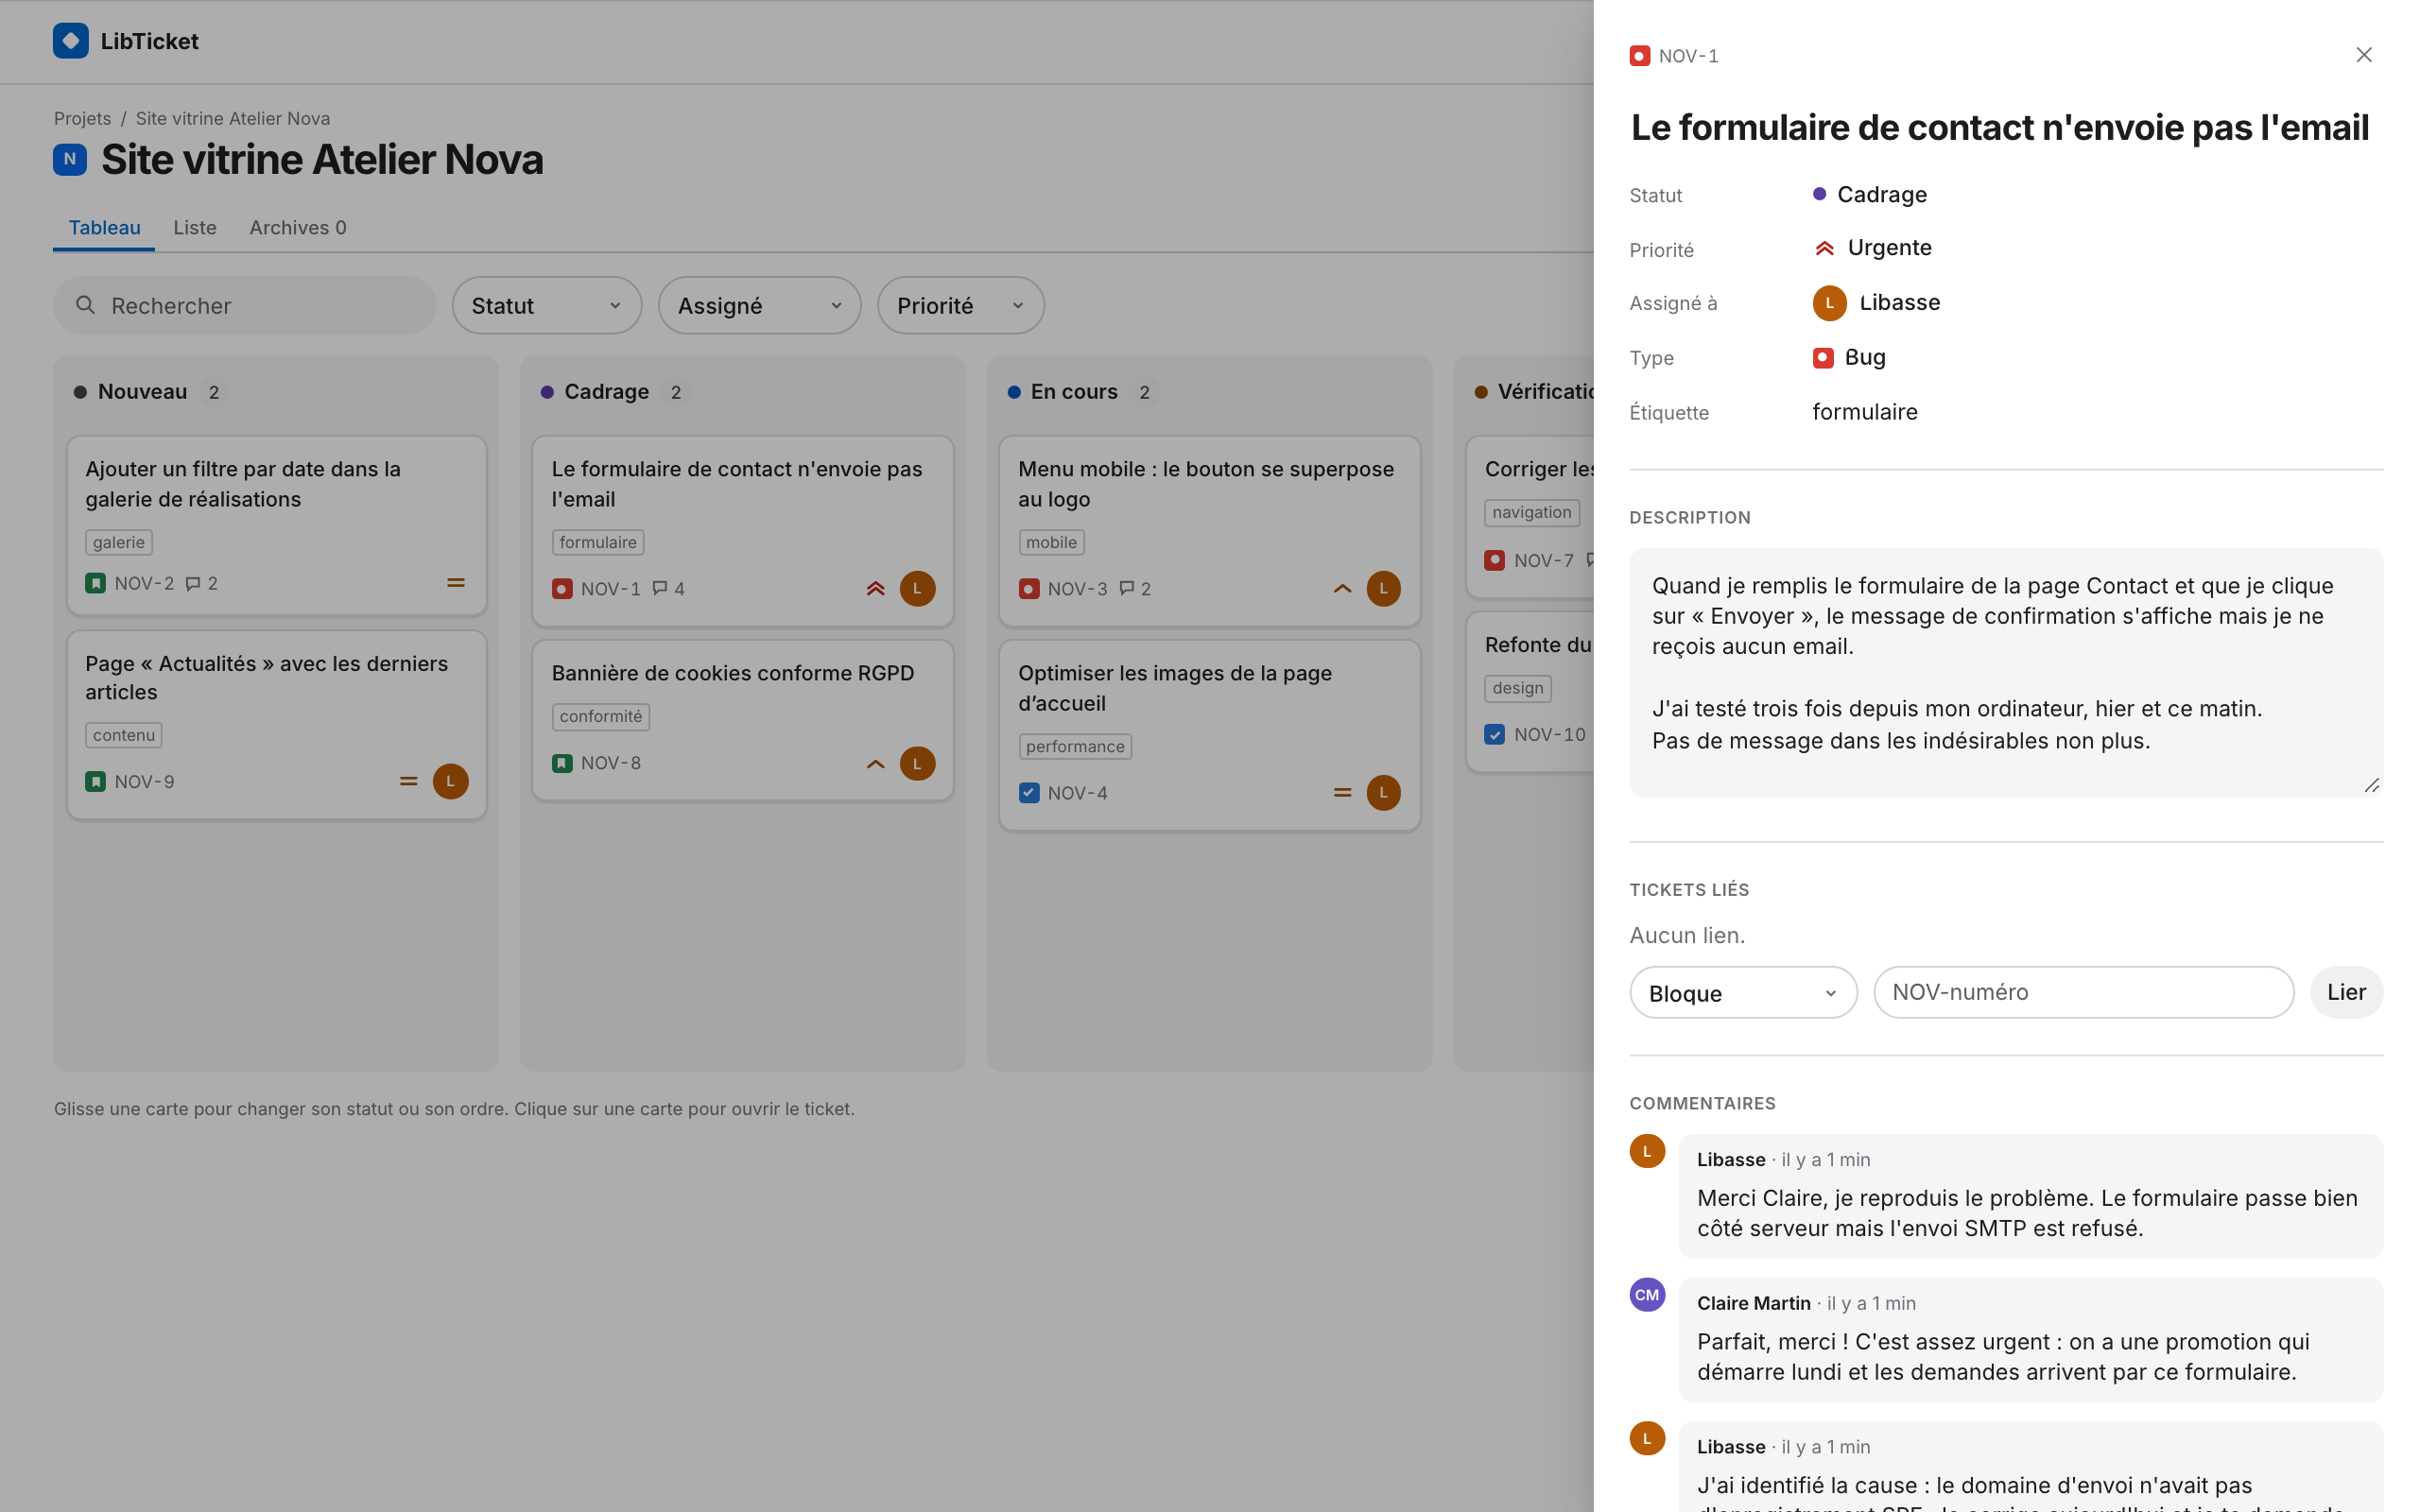 LibTicket
Projets / Site vitrine Atelier Nova
N Site vitrine Atelier Nova
Tableau Liste Archives 0
Rechercher Statut Assigné Priorité
Nouveau 2
Ajouter un filtre par date dans la
galerie de réalisations
galerie
NOV-2 2
Page « Actualités » avec les derniers
articles
contenu
NOV-9 L
Cadrage 2
Le formulaire de contact n'envoie pas
l'email
formulaire
NOV-1 4 L
Bannière de cookies conforme RGPD
conformité
NOV-8 L
En cours 2
Menu mobile : le bouton se superpose
au logo
mobile
NOV-3 2 L
Optimiser les images de la page
d’accueil
performance
NOV-4 L
Vérificatio
Corriger les
navigation
NOV-7
Refonte du
design
NOV-10
Glisse une carte pour changer son statut ou son ordre. Clique sur une carte pour ouvrir le ticket.
NOV-1
Le formulaire de contact n'envoie pas l'email
Statut Cadrage
Priorité Urgente
Assigné à L Libasse
Type Bug
Étiquette formulaire
DESCRIPTION
Quand je remplis le formulaire de la page Contact et que je clique
sur « Envoyer », le message de confirmation s'affiche mais je ne
reçois aucun email.
J'ai testé trois fois depuis mon ordinateur, hier et ce matin.
Pas de message dans les indésirables non plus.
TICKETS LIÉS
Aucun lien.
Bloque NOV-numéro Lier
COMMENTAIRES
L Libasse · il y a 1 min
Merci Claire, je reproduis le problème. Le formulaire passe bien
côté serveur mais l'envoi SMTP est refusé.
CM Claire Martin · il y a 1 min
Parfait, merci ! C'est assez urgent : on a une promotion qui
démarre lundi et les demandes arrivent par ce formulaire.
L Libasse · il y a 1 min
J'ai identifié la cause : le domaine d'envoi n'avait pas